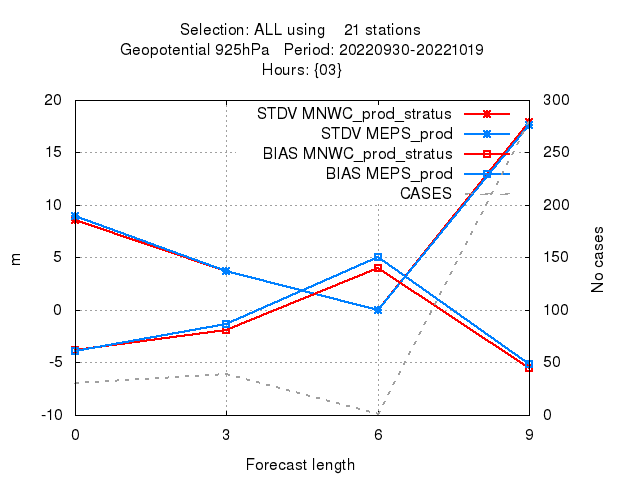 Selection: ALL using    21 stations
Geopotential 925hPa   Period: 20220930-20221019
Hours: {03}
20
15
10
5
0
-5
-10
m
300
250
200
150
100
50
0
No cases
STDV MNWC_prod_stratus
STDV MEPS_prod
BIAS MNWC_prod_stratus
BIAS MEPS_prod
CASES
0 3 6 9
Forecast length